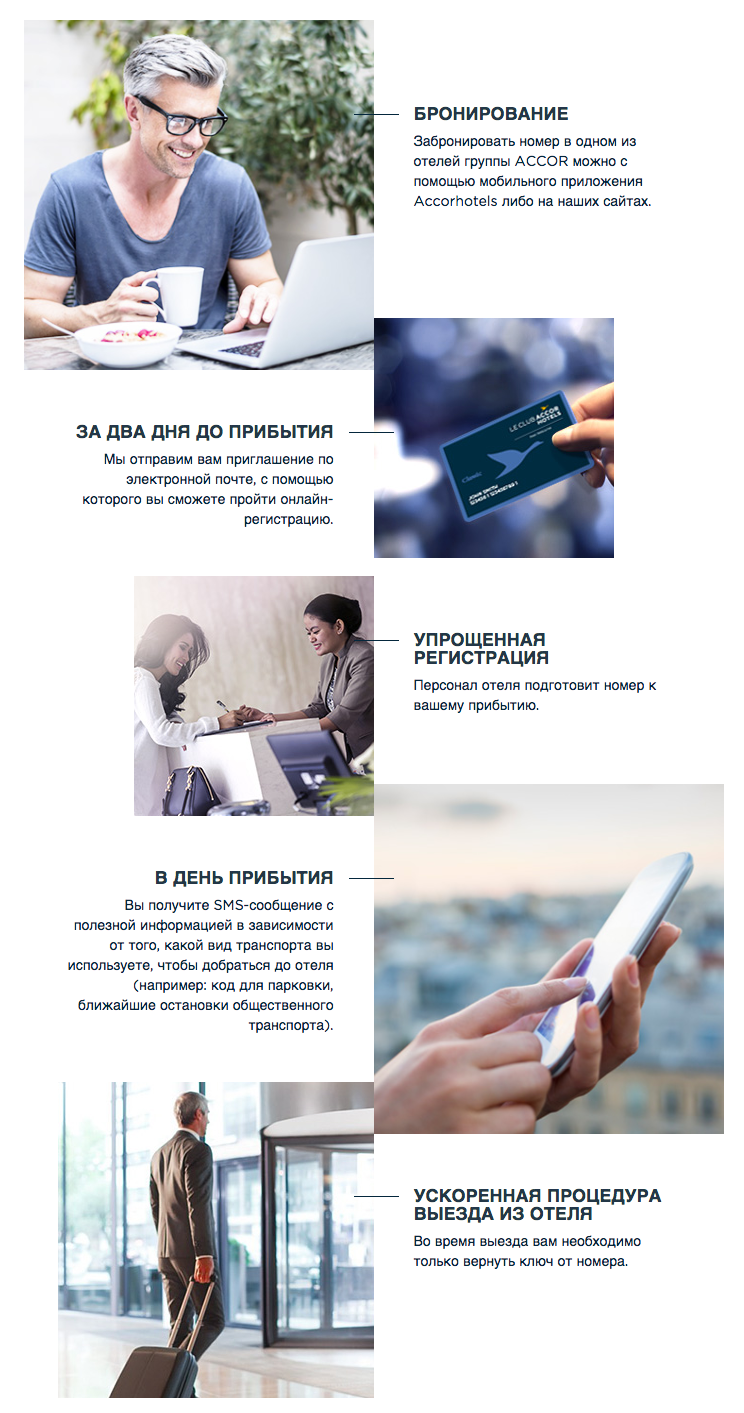 БРОНИРОВАНИЕ
Забронировать номер в одном из
отелей группы ACCOR можно с
помощью мобильного приложения
Accorhotels либо на наших сайтах.
LE CLUB ACCOR
HOTELS
Classic
JOHN SMITH
ЗА ДВА ДНЯ ДО ПРИБЫТИЯ
Мы отправим вам приглашение по
электронной почте, с помощью
которого вы сможете пройти онлайн-
регистрацию.
УПРОЩЕННАЯ
РЕГИСТРАЦИЯ
Персонал отеля подготовит номер к
вашему прибытию.
В ДЕНЬ ПРИБЫТИЯ
Вы получите SMS-сообщение с
полезной информацией в зависимости
от того, какой вид транспорта вы
используете, чтобы добраться до отеля
(например: код для парковки,
ближайшие остановки общественного
транспорта).
УСКОРЕННАЯ ПРОЦЕДУРА
ВЫЕЗДА ИЗ ОТЕЛЯ
Во время выезда вам необходимо
только вернуть ключ от номера.